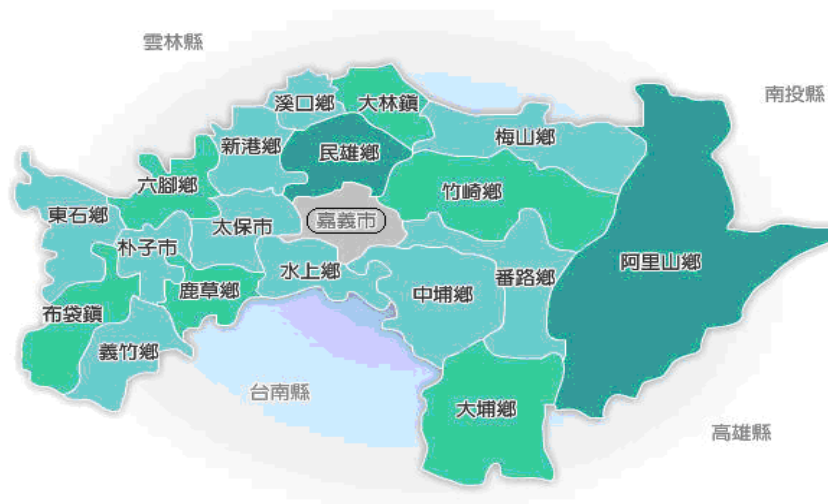 雲林縣
南投縣
溪口鄉
大林鎮
梅山鄉
新港鄉
民雄鄉
六腳鄉
竹崎鄉
東石鄉
太保市
嘉義市
朴子市
水上鄉
阿里山鄉
番路鄉
鹿草鄉
中埔鄉
布袋鎮
義竹鄉
台南縣
大埔鄉
高雄縣